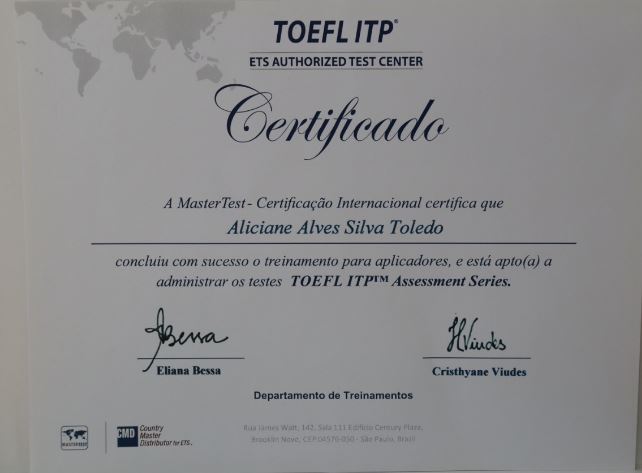 TOEFL ITP®
ETS AUTHORIZED TEST CENTER
Certificado
A MasterTest - Certificação Internacional certifica que
Aliciane Alves Silva Toledo
concluiu com sucesso o treinamento para aplicadores, e está apto(a) a
administrar os testes TOEFL ITP™ Assessment Series.
Eliana Bessa
Cristhyane Viudes
Departamento de Treinamentos
MASTERTEST
CMD Country
Master
Distributor for ETS.
Rua James Watt, 142, Sala 111 Edifício Century Plaza,
Brooklin Novo, CEP 04576-050 - São Paulo, Brazil